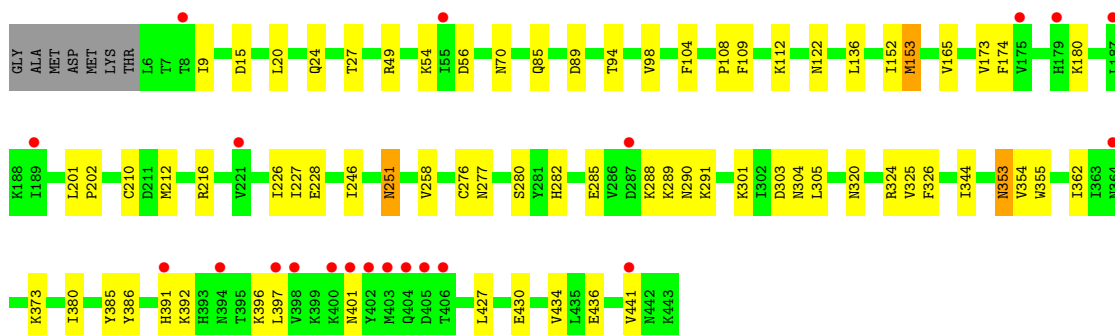 GLY ALA MET ASP MET LYS THR L6 T7 T8 I9 D15 L20 Q24 T27 R49 K54 I55 D56 N70 Q85 D89 T94 V98 F104 P108 F109 K112 N122 L136 I152 M153 V165 V173 F174 V175 H179 K180 L187
K188 I189 L201 P202 C210 D211 M212 R216 V221 I226 I227 E228 I246 N251 V258 C276 N277 S280 Y281 H282 E285 V286 D287 K288 K289 N290 K291 K301 I302 D303 N304 L305 N320 R324 V325 F326 I344 N353 V354 W355 I362 I363 N364
K373 I380 Y385 Y386 H391 K392 H393 N394 T395 K396 L397 V398 K399 K400 N401 Y402 M403 Q404 D405 T406 L427 E430 V434 L435 E436 V441 N442 K443